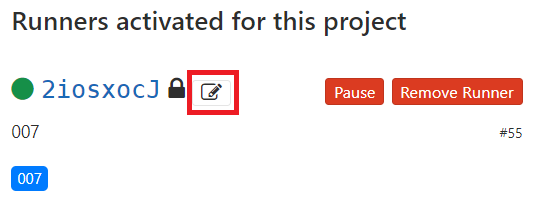 Runners activated for this project
2iosxocJ Pause Remove Runner
007 #55
007